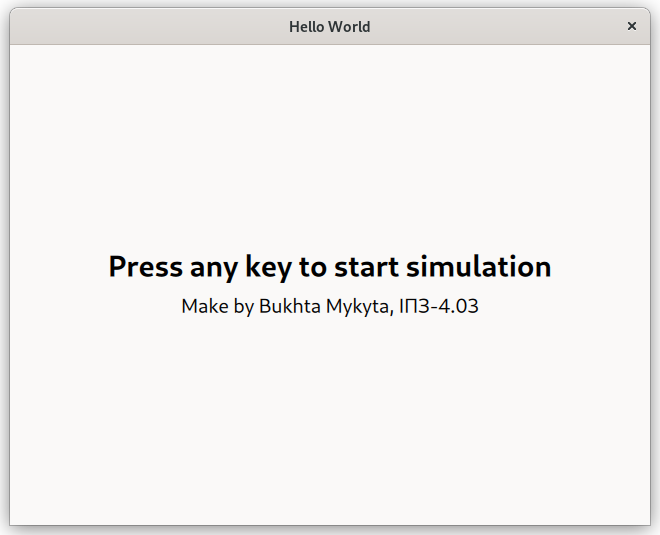 Hello World
Press any key to start simulation
Make by Bukhta Mykyta, ІПЗ-4.03